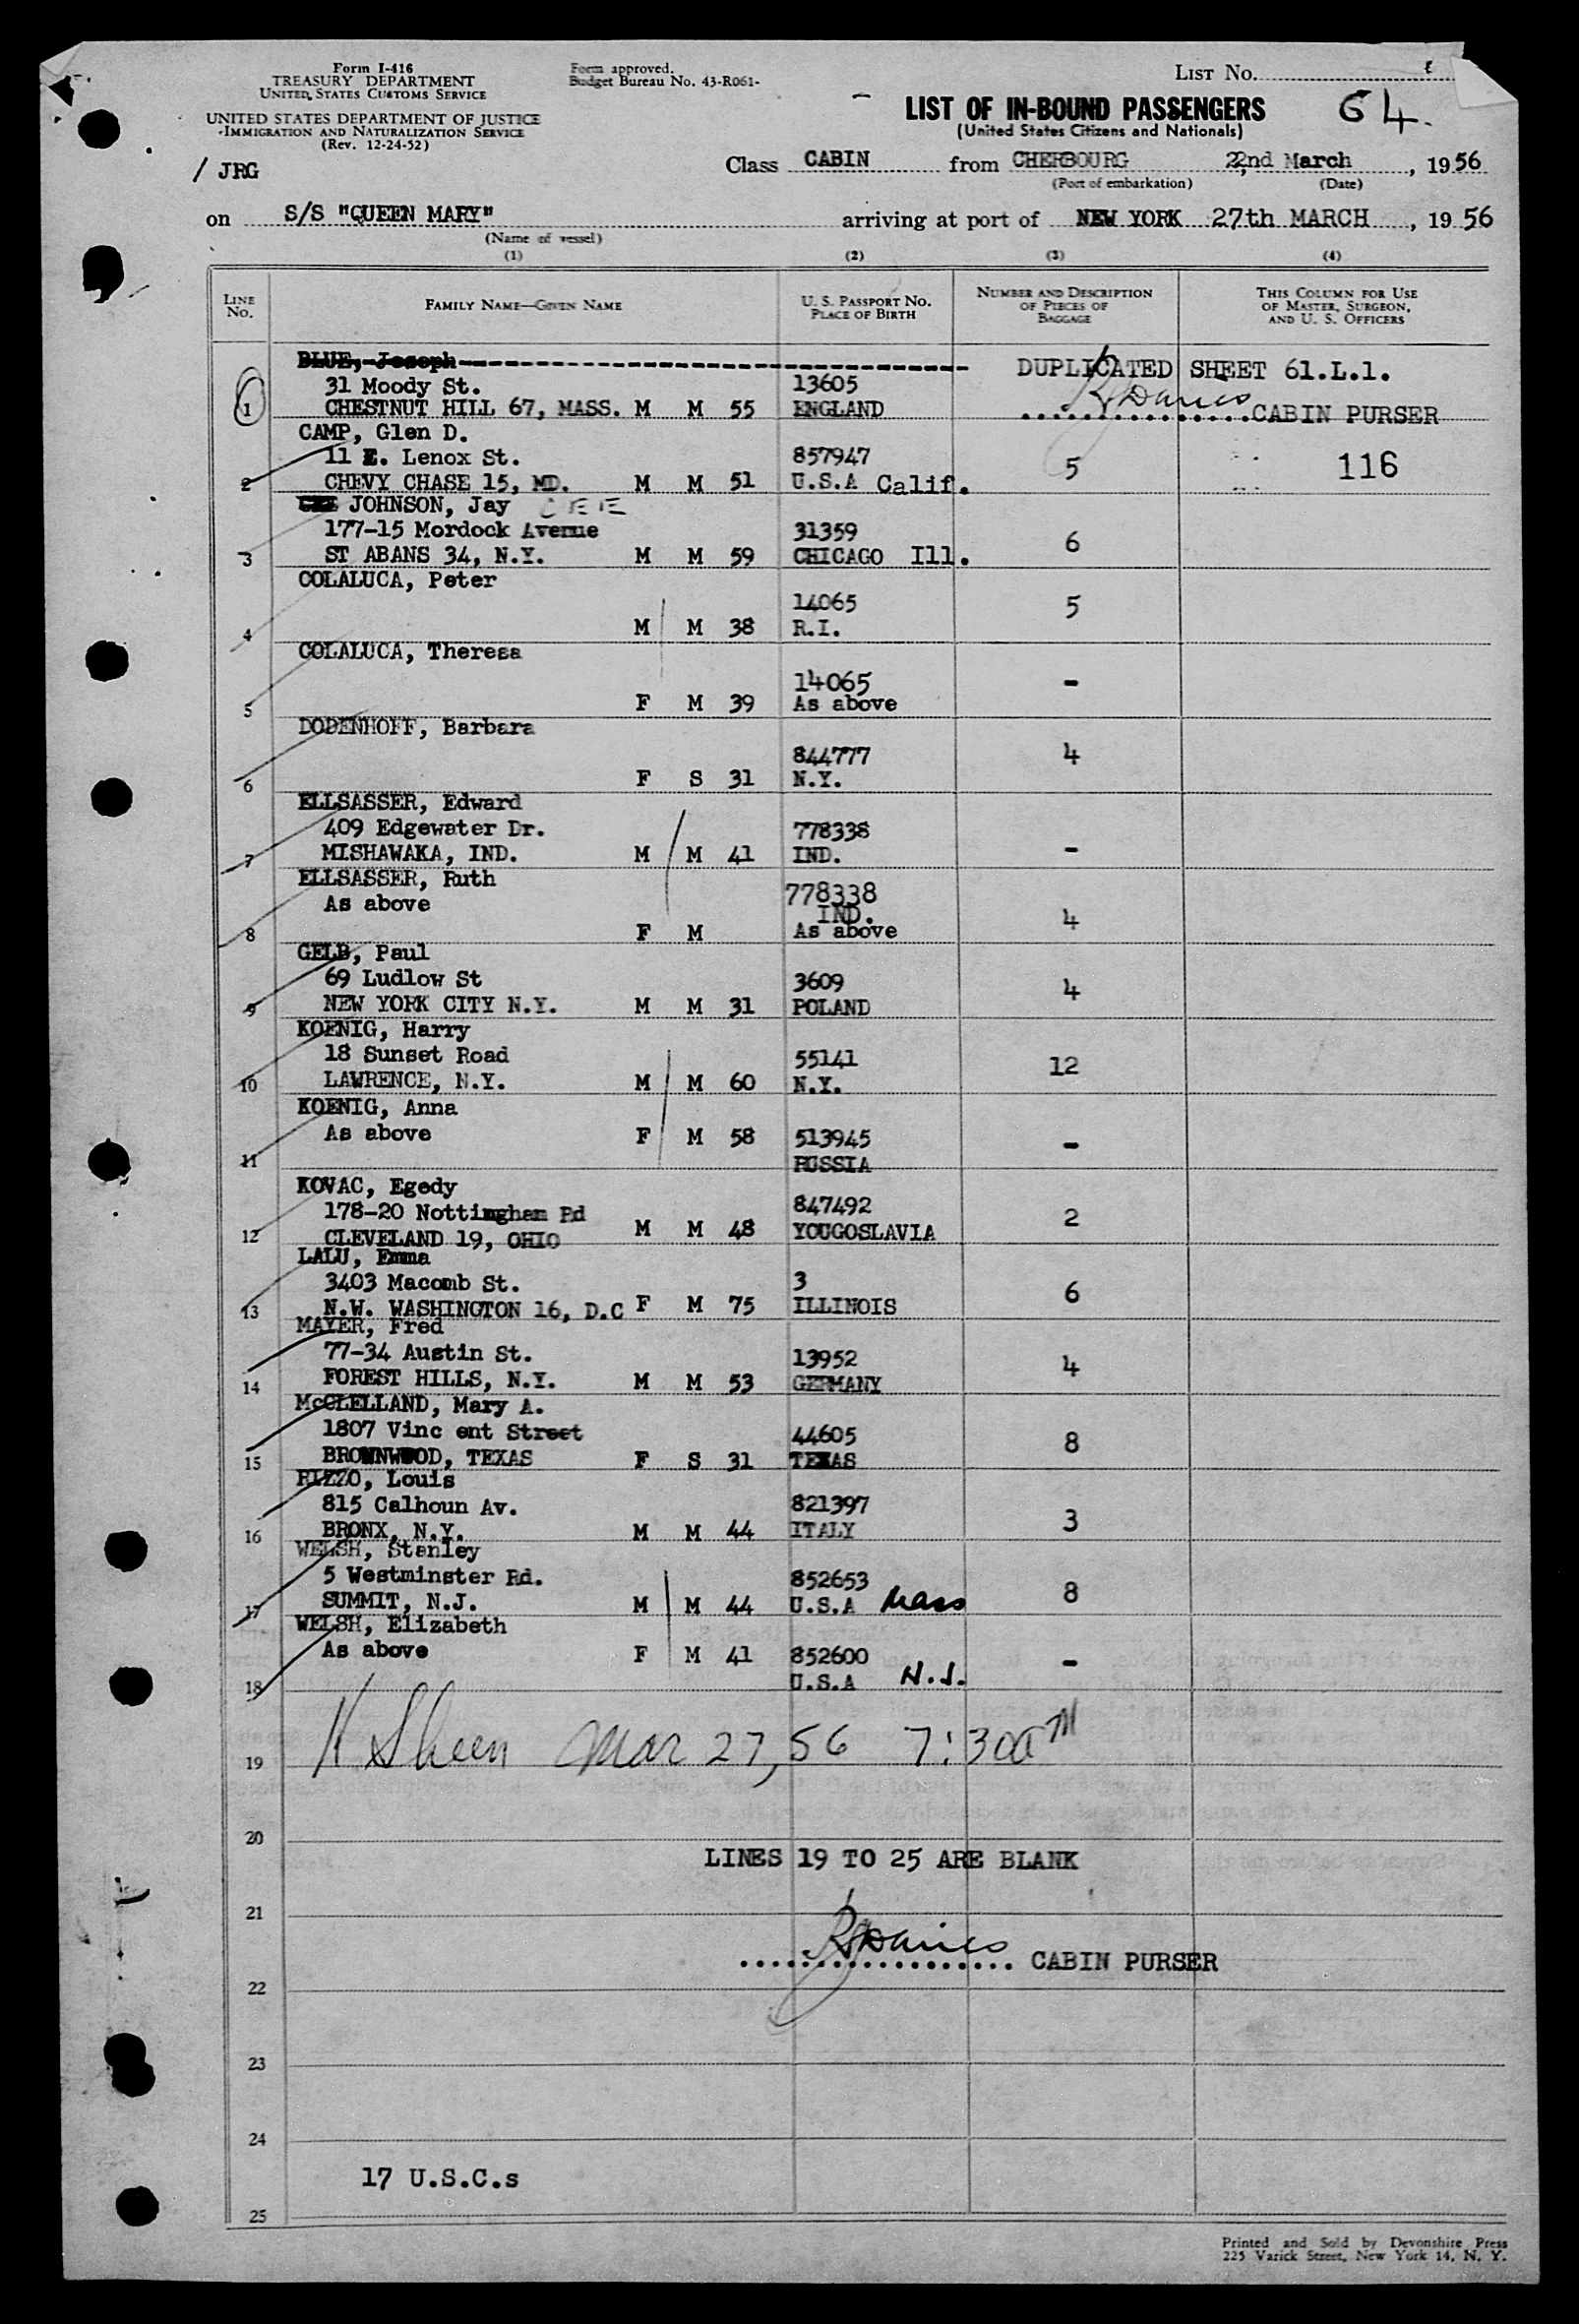 Form I-416
TREASURY DEPARTMENT
UNITED STATES CUSTOMS SERVICE
UNITED STATES DEPARTMENT OF JUSTICE
IMMIGRATION AND NATURALIZATION SERVICE
(Rev. 12-24-52)
Form approved.
Budget Bureau No. 43-R061-
LIST NO.
LIST OF IN-BOUND PASSENGERS
64.
(United States Citizens and Nationals)
/ JRG
Class CABIN from CHERBOURG 22nd March, 1956
(Port of embarkation) (Date)
on S/S "QUEEN MARY" arriving at port of NEW YORK 27th MARCH, 1956
(Name of vessel)
(1) (2) (3) (4)
LINE NO.
FAMILY NAME—GIVEN NAME
U. S. PASSPORT NO.
PLACE OF BIRTH
NUMBER AND DESCRIPTION
OF PIECES OF
BAGGAGE
THIS COLUMN FOR USE
OF MASTER, SURGEON,
AND U. S. OFFICERS
BLUE, Joseph DUPLICATED SHEET 61.L.1.
31 Moody St. 13605
1 CHESTNUT HILL 67, MASS. M M 55 ENGLAND R Davies CABIN PURSER
CAMP, Glen D.
11 E. Lenox St. 857947 5 116
2 CHEVY CHASE 15, MD. M M 51 U.S.A Calif.
JOHNSON, Jay CEE
177-15 Mordock Avenue 31359 6
3 ST ABANS 34, N.Y. M M 59 CHICAGO Ill.
COLALUCA, Peter
14065 5
4 M M 38 R.I.
COLALUCA, Theresa
14065 -
5 F M 39 As above
DODENHOFF, Barbara
844777 4
6 F S 31 N.Y.
ELLSASSER, Edward
409 Edgewater Dr. 778338
7 MISHAWAKA, IND. M M 41 IND. -
ELLSASSER, Ruth
As above 778338
IND. 4
8 F M As above
GELB, Paul
69 Ludlow St 3609 4
9 NEW YORK CITY N.Y. M M 31 POLAND
KOENIG, Harry
18 Sunset Road 55141 12
10 LAWRENCE, N.Y. M M 60 N.Y.
KOENIG, Anna
As above F M 58 513945 -
11 RUSSIA
KOVAC, Egedy
178-20 Nottingham Rd M M 48 847492 2
12 CLEVELAND 19, OHIO YOUGOSLAVIA
LALU, Emma
3403 Macomb St. 3 6
13 N.W. WASHINGTON 16, D.C F M 75 ILLINOIS
MAYER, Fred
77-34 Austin St. 13952 4
14 FOREST HILLS, N.Y. M M 53 GERMANY
McCLELLAND, Mary A.
1807 Vinc ent Street 44605 8
15 BROWNWOOD, TEXAS F S 31 TEXAS
RIZZO, Louis
815 Calhoun Av. 821397 3
16 BRONX, N.Y. M M 44 ITALY
WELSH, Stanley
5 Westminster Rd. 852653 8
17 SUMMIT, N.J. M M 44 U.S.A Mass
WELSH, Elizabeth
As above F M 41 852600 -
18 U.S.A N.J.
19 Sheen Mar 27, 56 7:30 am
20
LINES 19 TO 25 ARE BLANK
21
R Davies CABIN PURSER
22
23
24
17 U.S.C.s
25
Printed and Sold by Devonshire Press
225 Varick Street, New York 14, N. Y.